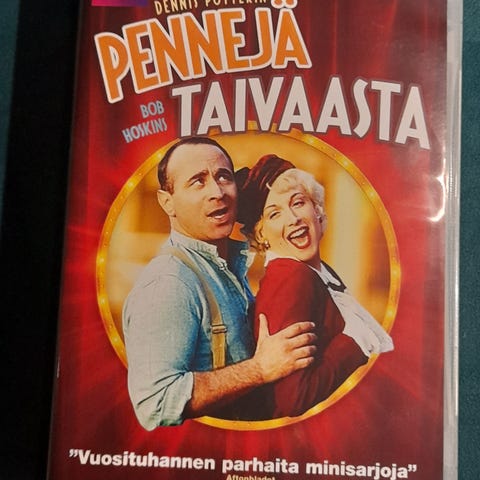 DENNIS POTTERIN
PENNEJÄ
BOB
HOSKINS
TAIVAASTA
"Vuosituhannen parhaita minisarjoja"
Aftonbladet